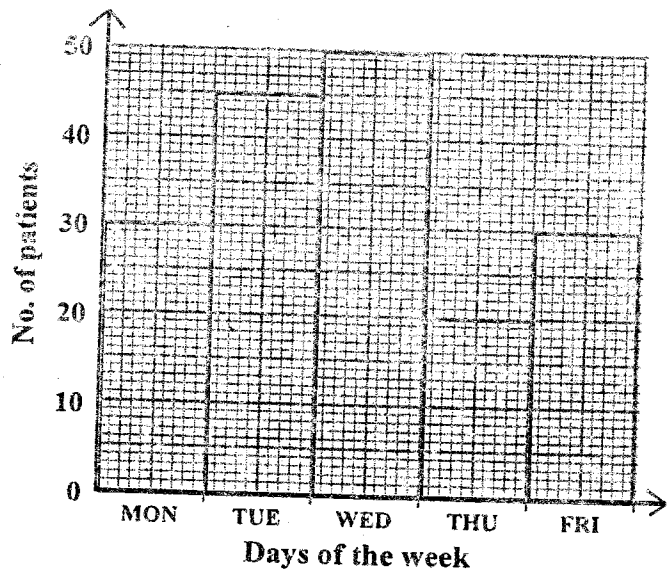 50
40
30
20
10
0
No. of patients
MON TUE WED THU FRI
Days of the week